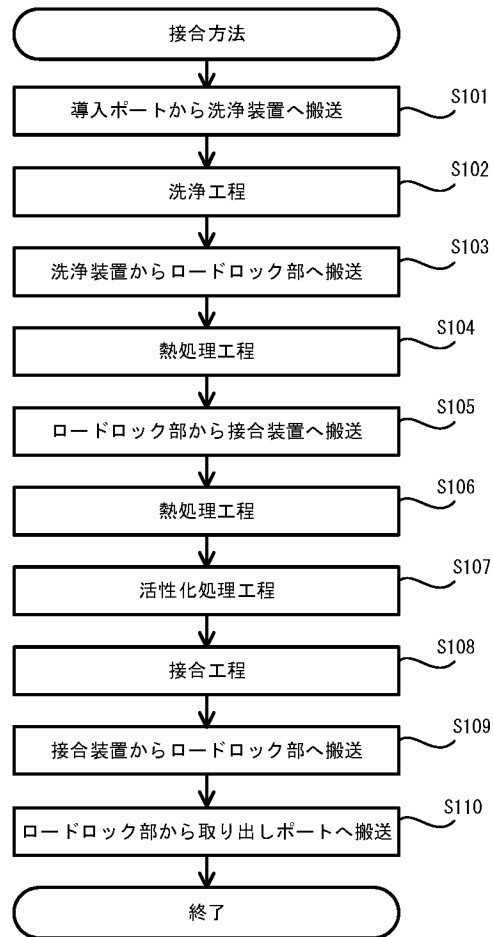 接合方法
導入ポートから洗浄装置へ搬送
S101
洗浄工程
S102
洗浄装置からロードロック部へ搬送
S103
熱処理工程
S104
ロードロック部から接合装置へ搬送
S105
熱処理工程
S106
活性化処理工程
S107
接合工程
S108
接合装置からロードロック部へ搬送
S109
ロードロック部から取り出しポートへ搬送
S110
終了